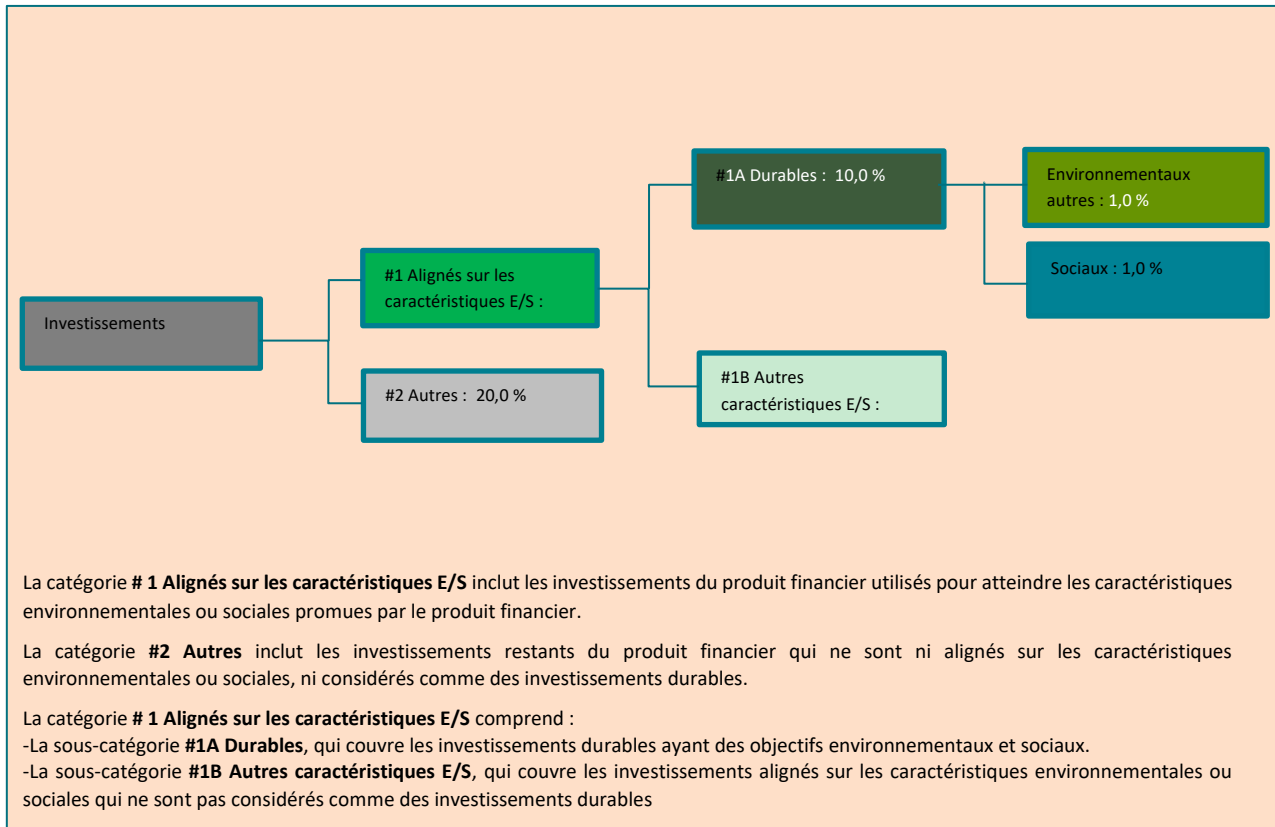 #1A Durables : 10,0 %
Environnementaux
autres : 1,0 %
#1 Alignés sur les
caractéristiques E/S :
Sociaux : 1,0 %
Investissements
#2 Autres : 20,0 %
#1B Autres
caractéristiques E/S :
La catégorie # 1 Alignés sur les caractéristiques E/S inclut les investissements du produit financier utilisés pour atteindre les caractéristiques
environnementales ou sociales promues par le produit financier.
La catégorie #2 Autres inclut les investissements restants du produit financier qui ne sont ni alignés sur les caractéristiques
environnementales ou sociales, ni considérés comme des investissements durables.
La catégorie # 1 Alignés sur les caractéristiques E/S comprend :
-La sous-catégorie #1A Durables, qui couvre les investissements durables ayant des objectifs environnementaux et sociaux.
-La sous-catégorie #1B Autres caractéristiques E/S, qui couvre les investissements alignés sur les caractéristiques environnementales ou
sociales qui ne sont pas considérés comme des investissements durables